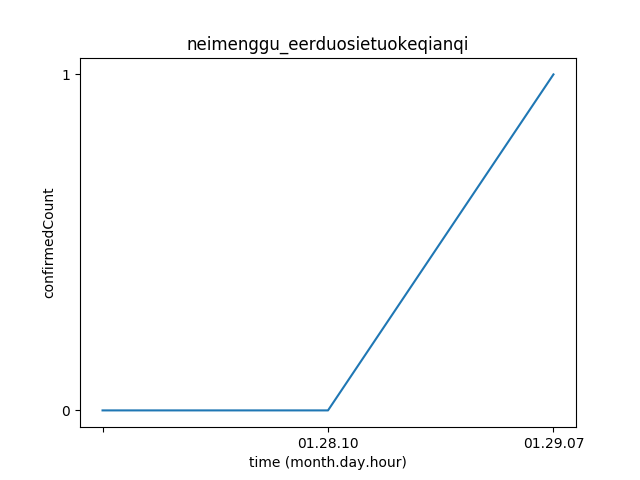 neimenggu_eerduosietuokeqianqi
1
confirmedCount
0
01.28.10
01.29.07
time (month.day.hour)